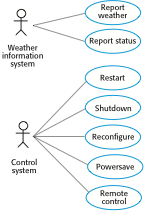 Report
weather
Report status
Weather
information
system
Restart
Shutdown
Reconfigure
Powersave
Remote
control
Control
system